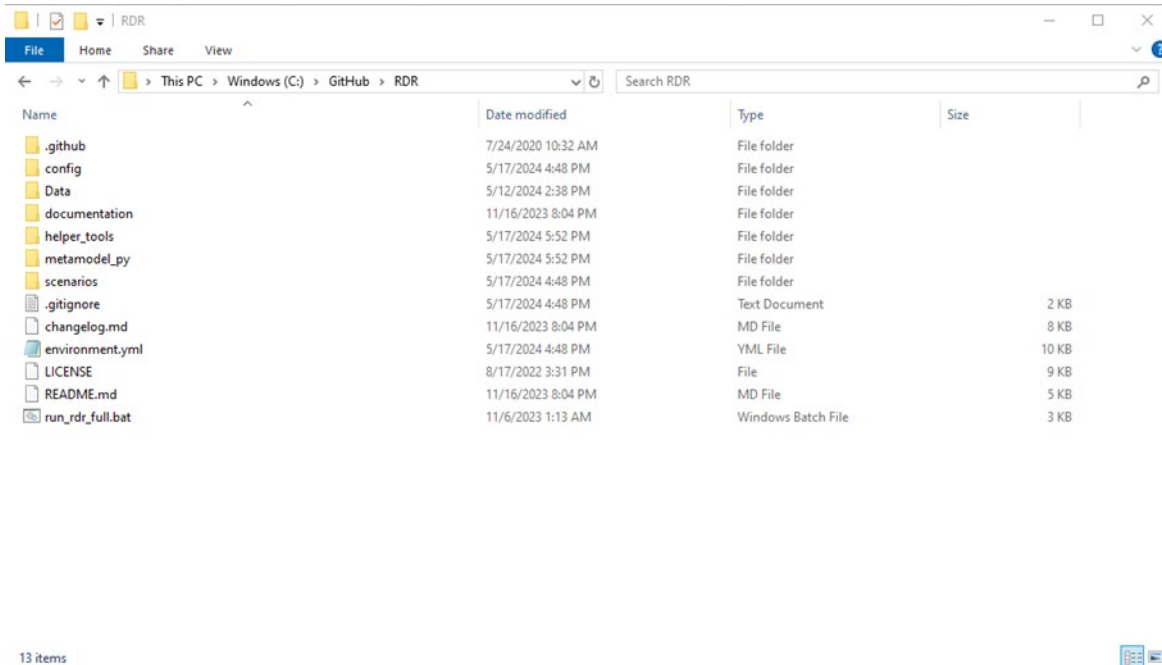 RDR
File Home Share View
This PC > Windows (C:) > GitHub > RDR Search RDR
Name Date modified Type Size
.github 7/24/2020 10:32 AM File folder
config 5/17/2024 4:48 PM File folder
Data 5/12/2024 2:38 PM File folder
documentation 11/16/2023 8:04 PM File folder
helper_tools 5/17/2024 5:52 PM File folder
metamodel_py 5/17/2024 5:52 PM File folder
scenarios 5/17/2024 4:48 PM File folder
.gitignore 5/17/2024 4:48 PM Text Document 2 KB
changelog.md 11/16/2023 8:04 PM MD File 8 KB
environment.yml 5/17/2024 4:48 PM YML File 10 KB
LICENSE 8/17/2022 3:31 PM File 9 KB
README.md 11/16/2023 8:04 PM MD File 5 KB
run_rdr_full.bat 11/6/2023 1:13 AM Windows Batch File 3 KB
13 items